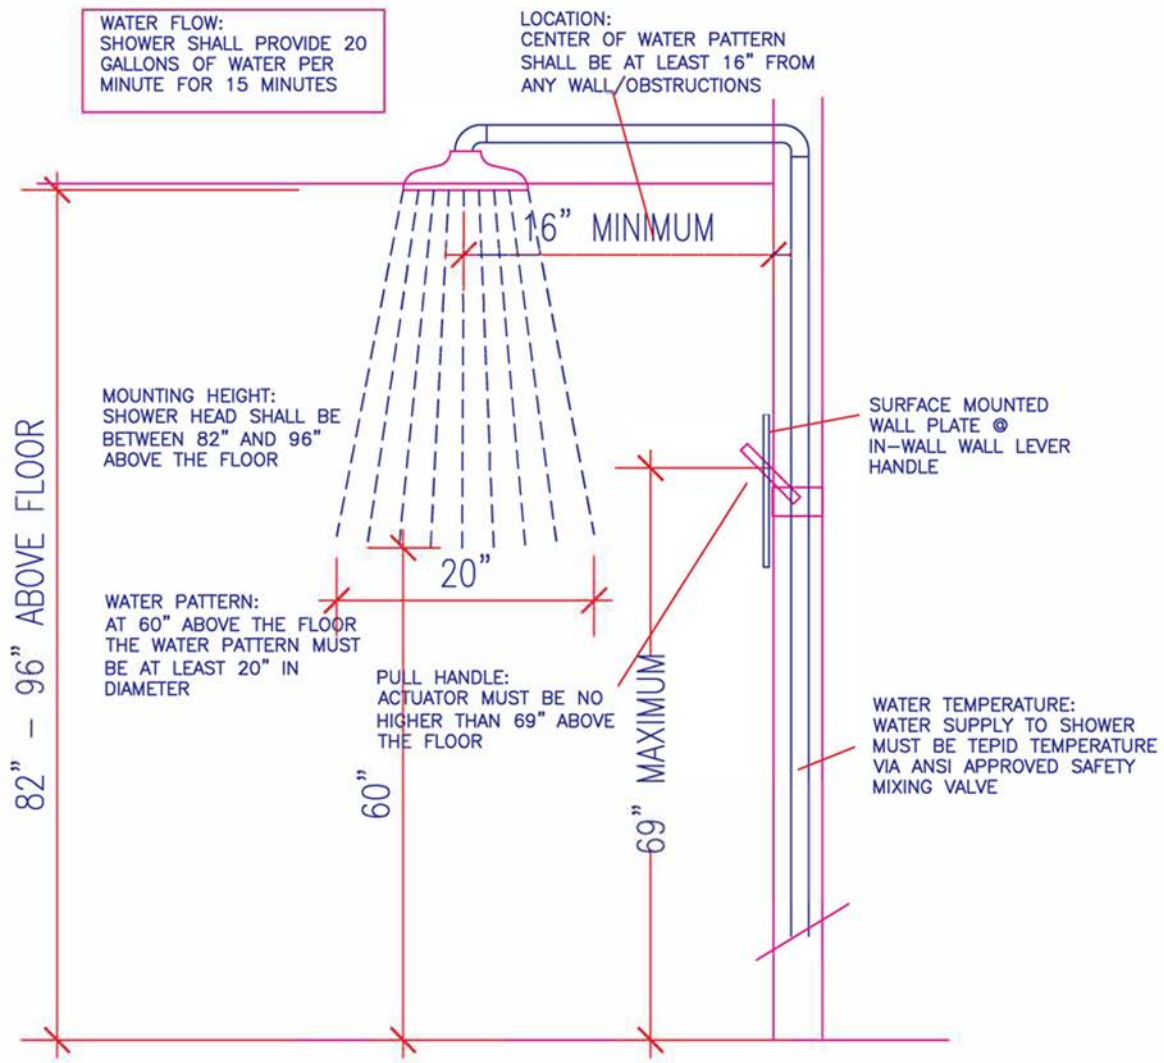 WATER FLOW:
SHOWER SHALL PROVIDE 20
GALLONS OF WATER PER
MINUTE FOR 15 MINUTES
LOCATION:
CENTER OF WATER PATTERN
SHALL BE AT LEAST 16" FROM
ANY WALL/OBSTRUCTIONS
16" MINIMUM
MOUNTING HEIGHT:
SHOWER HEAD SHALL BE
BETWEEN 82" AND 96"
ABOVE THE FLOOR
SURFACE MOUNTED
WALL PLATE @
IN-WALL WALL LEVER
HANDLE
82" - 96" ABOVE FLOOR
20"
WATER PATTERN:
AT 60" ABOVE THE FLOOR
THE WATER PATTERN MUST
BE AT LEAST 20" IN
DIAMETER
PULL HANDLE:
ACTUATOR MUST BE NO
HIGHER THAN 69" ABOVE
THE FLOOR
60"
69" MAXIMUM
WATER TEMPERATURE:
WATER SUPPLY TO SHOWER
MUST BE TEPID TEMPERATURE
VIA ANSI APPROVED SAFETY
MIXING VALVE